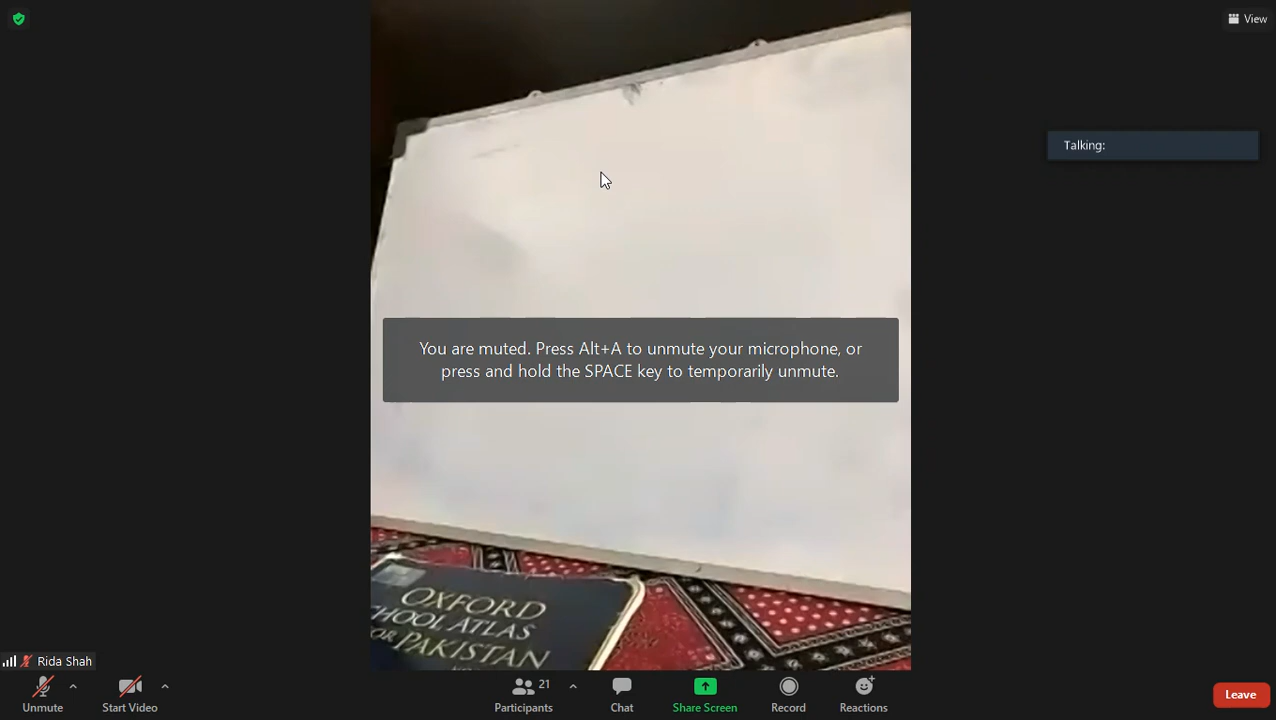 View
Talking:
You are muted. Press Alt+A to unmute your microphone, or
press and hold the SPACE key to temporarily unmute.
OXFORD
HOOL ATLAS
OR PAKISTAN
Rida Shah
21
Unmute
Start Video
Participants
Chat
Share Screen
Record
Reactions
Leave